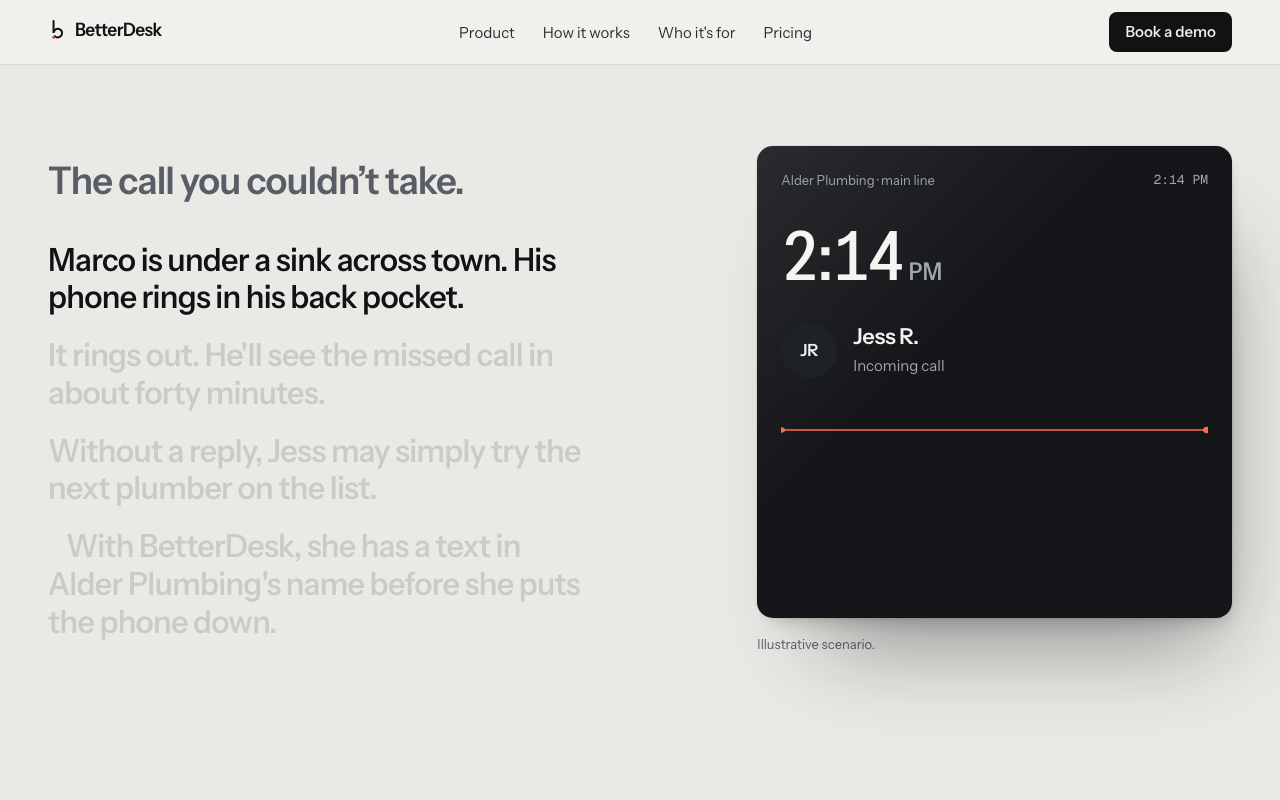 BetterDesk
Product
How it works
Who it's for
Pricing
Book a demo
The call you couldn’t take.
Marco is under a sink across town. His
phone rings in his back pocket.
It rings out. He'll see the missed call in
about forty minutes.
Without a reply, Jess may simply try the
next plumber on the list.
With BetterDesk, she has a text in
Alder Plumbing's name before she puts
the phone down.
Alder Plumbing · main line
2:14 PM
2:14 PM
JR
Jess R.
Incoming call
Illustrative scenario.